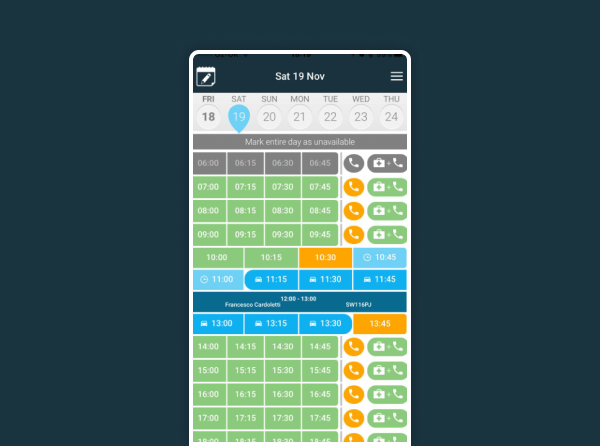 Sat 19 Nov
FRI SAT SUN MON TUE WED THU
18 19 20 21 22 23 24
Mark entire day as unavailable
06:00 06:15 06:30 06:45 +
07:00 07:15 07:30 07:45 +
08:00 08:15 08:30 08:45 +
09:00 09:15 09:30 09:45 +
10:00 10:15 10:30 10:45
11:00 11:15 11:30 11:45
12:00 - 13:00
Francesco Cardoletti SW116PJ
13:00 13:15 13:30 13:45
14:00 14:15 14:30 14:45 +
15:00 15:15 15:30 15:45 +
16:00 16:15 16:30 16:45 +
17:00 17:15 17:30 17:45 +
18:00 18:15 18:30 18:45 +